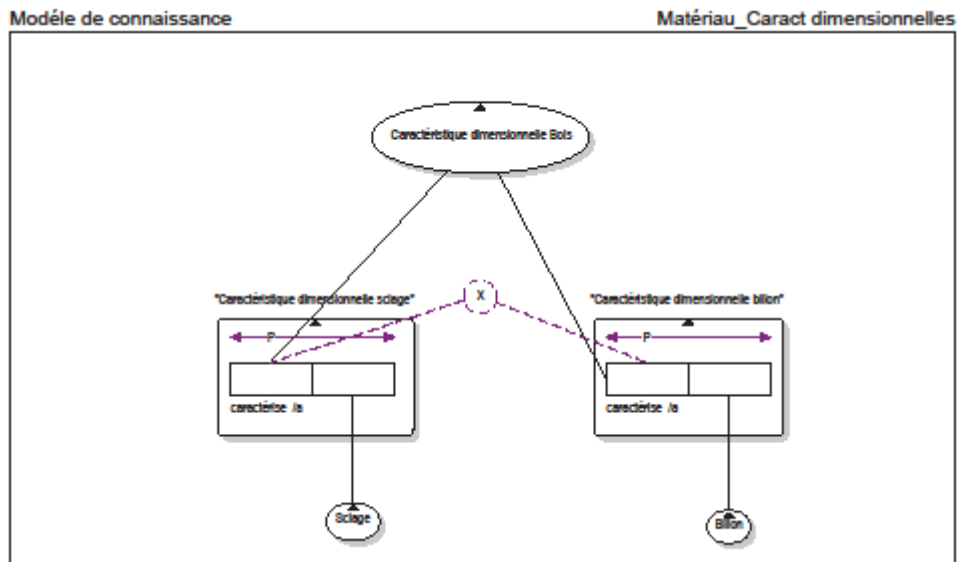 Modéle de connaissance
Matériau_Caract dimensionnelles
Caractéristique dimensionnelle Bois
X
"Caractéristique dimensionnelle sciage"
"Caractéristique dimensionnelle billon"
P
P
caractérise /a
caractérise /a
Sciage
Billon